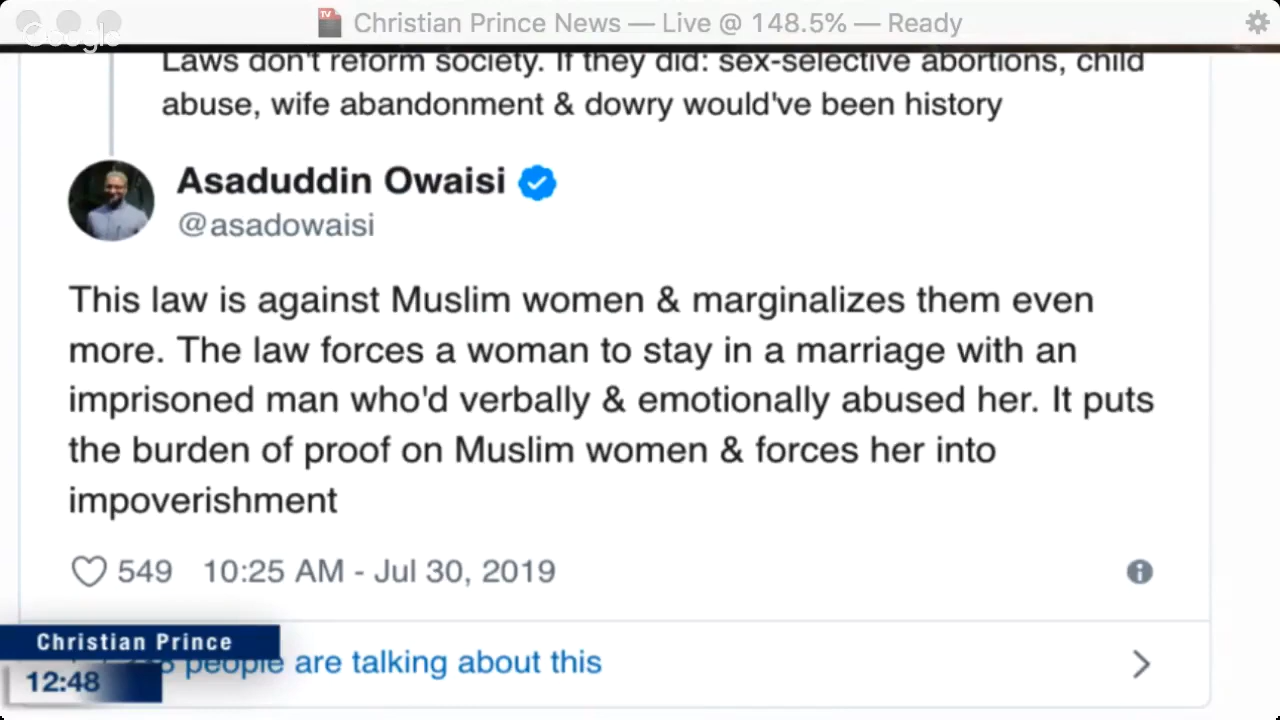 Google
Christian Prince News — Live @ 148.5% — Ready
Laws don't reform society. If they did: sex-selective abortions, child
abuse, wife abandonment & dowry would've been history
Asaduddin Owaisi
@asadowaisi
This law is against Muslim women & marginalizes them even
more. The law forces a woman to stay in a marriage with an
imprisoned man who'd verbally & emotionally abused her. It puts
the burden of proof on Muslim women & forces her into
impoverishment
549 10:25 AM - Jul 30, 2019
Christian Prince
people are talking about this
12:48